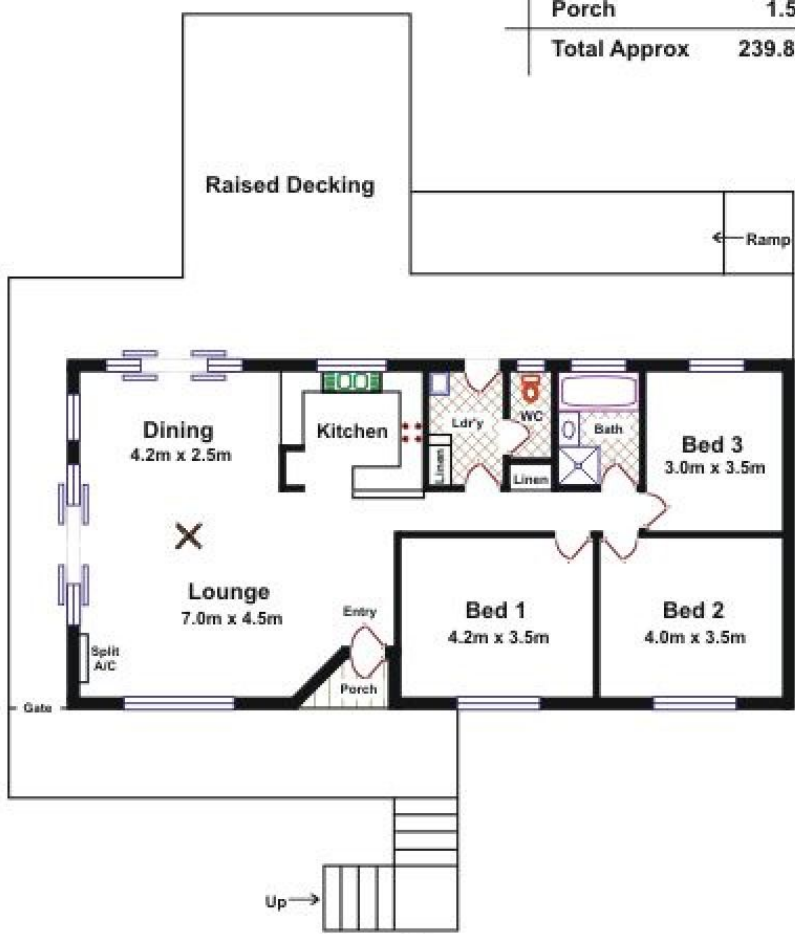 Porch 1.5
Total Approx 239.8
Raised Decking
Ramp
Dining
4.2m x 2.5m
Kitchen
Ldr'y
WC
Bath
Linen
Linen
Bed 3
3.0m x 3.5m
Lounge
7.0m x 4.5m
Entry
Bed 1
4.2m x 3.5m
Bed 2
4.0m x 3.5m
Split
A/C
Porch
Gate
Up